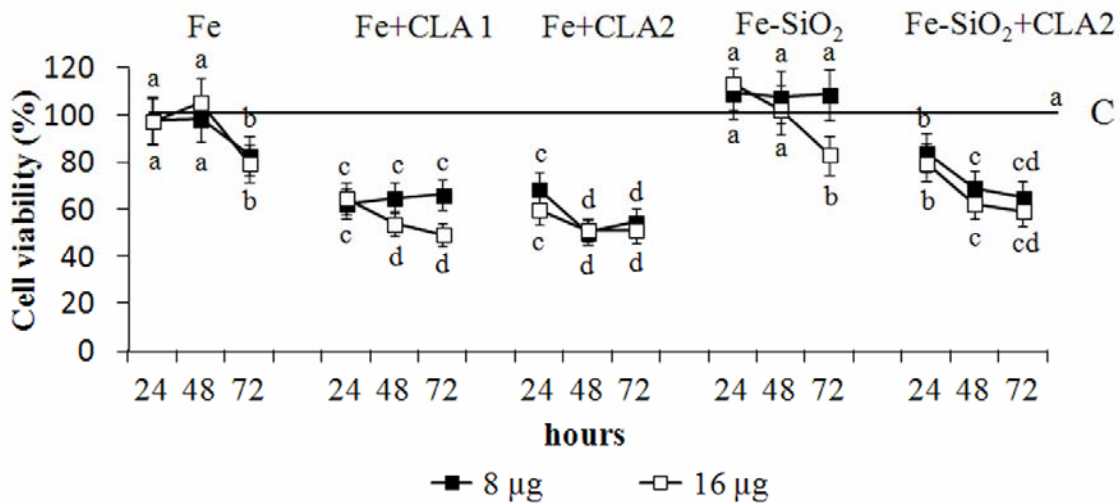 Fe Fe+CLA 1 Fe+CLA2 Fe-SiO₂ Fe-SiO₂+CLA2
Cell viability (%)
120
100
80
60
40
20
0
a a b
a a b
c c c
c d d
c d d
c d d
a a a
a a b
b c cd
b c cd
a C
24 48 72 24 48 72 24 48 72 24 48 72 24 48 72
hours
8 µg 16 µg